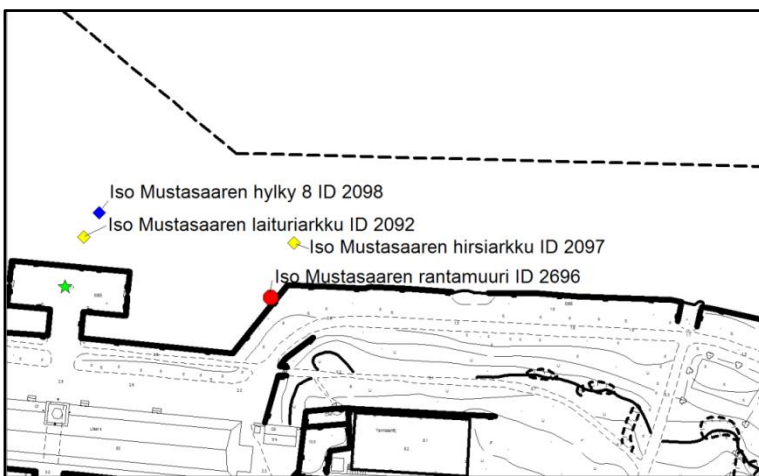 Iso Mustasaaren hylky 8 ID 2098
Iso Mustasaaren laituriarkku ID 2092
Iso Mustasaaren hirsiarkku ID 2097
Iso Mustasaaren rantamuuri ID 2696